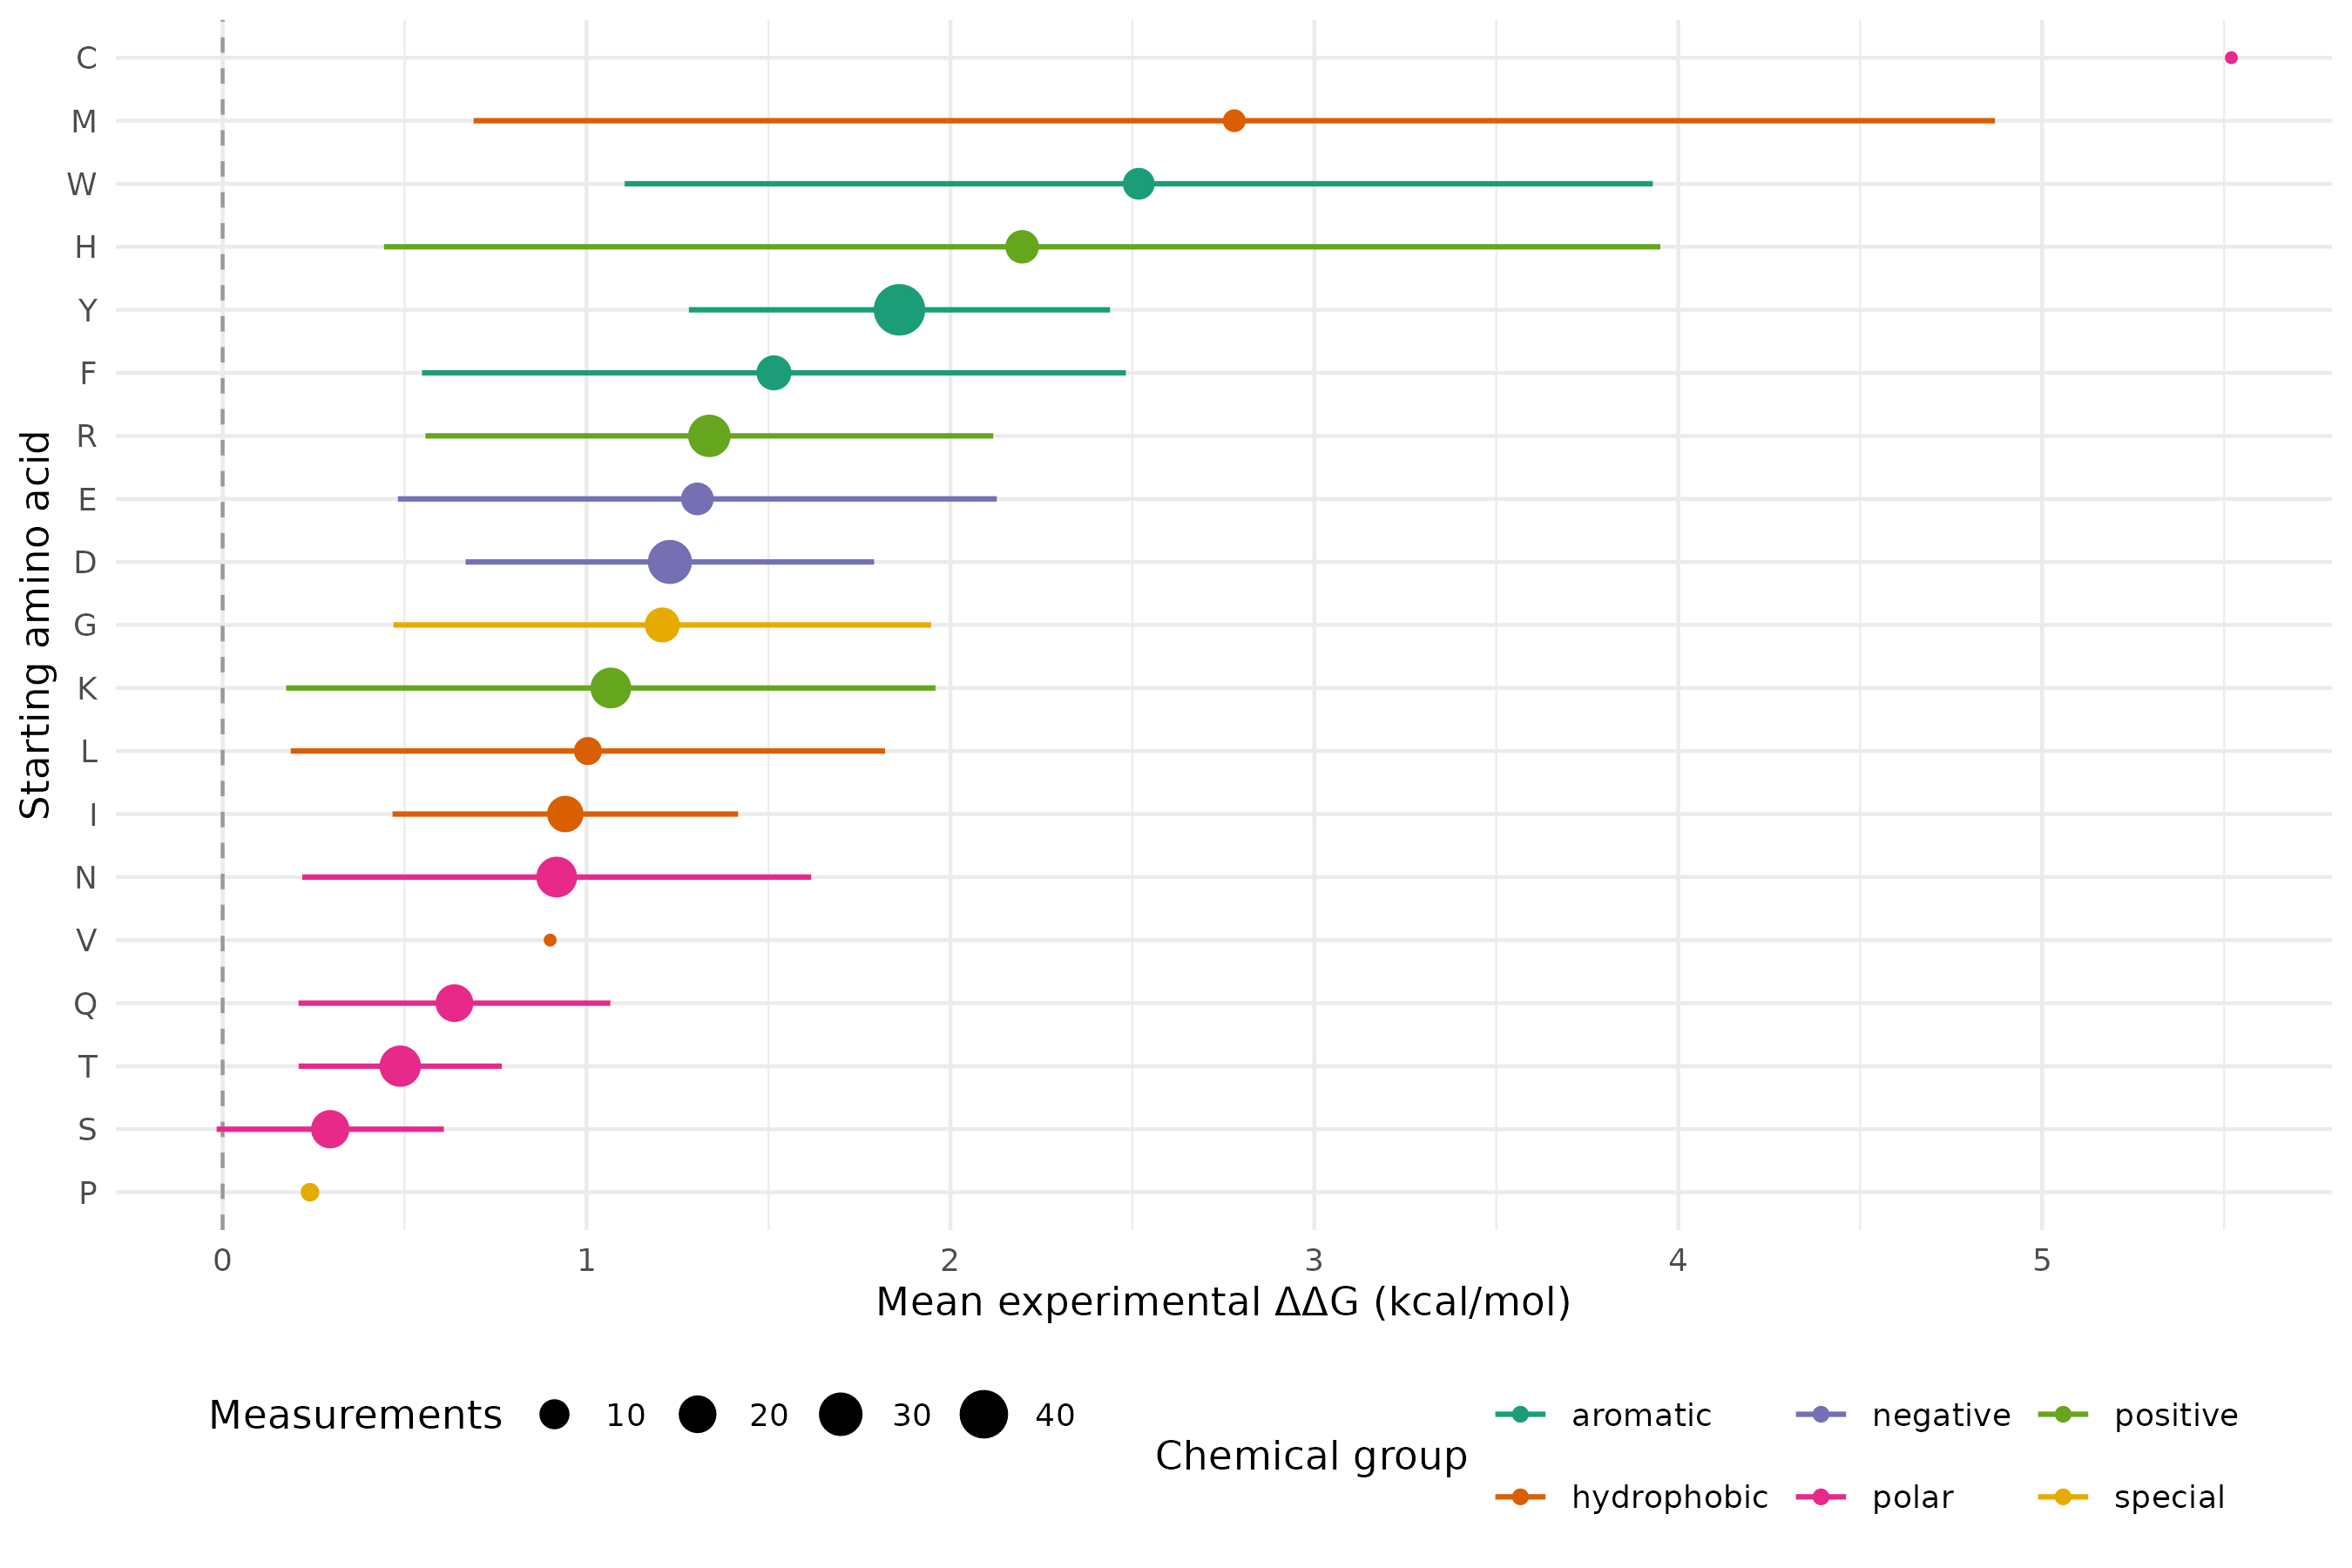 C
M
W
H
Y
F
R
E
D
G
K
L
I
N
V
Q
T
S
P
Starting amino acid
0 1 2 3 4 5
Mean experimental ΔΔG (kcal/mol)
Measurements 10 20 30 40
Chemical group
aromatic negative positive
hydrophobic polar special